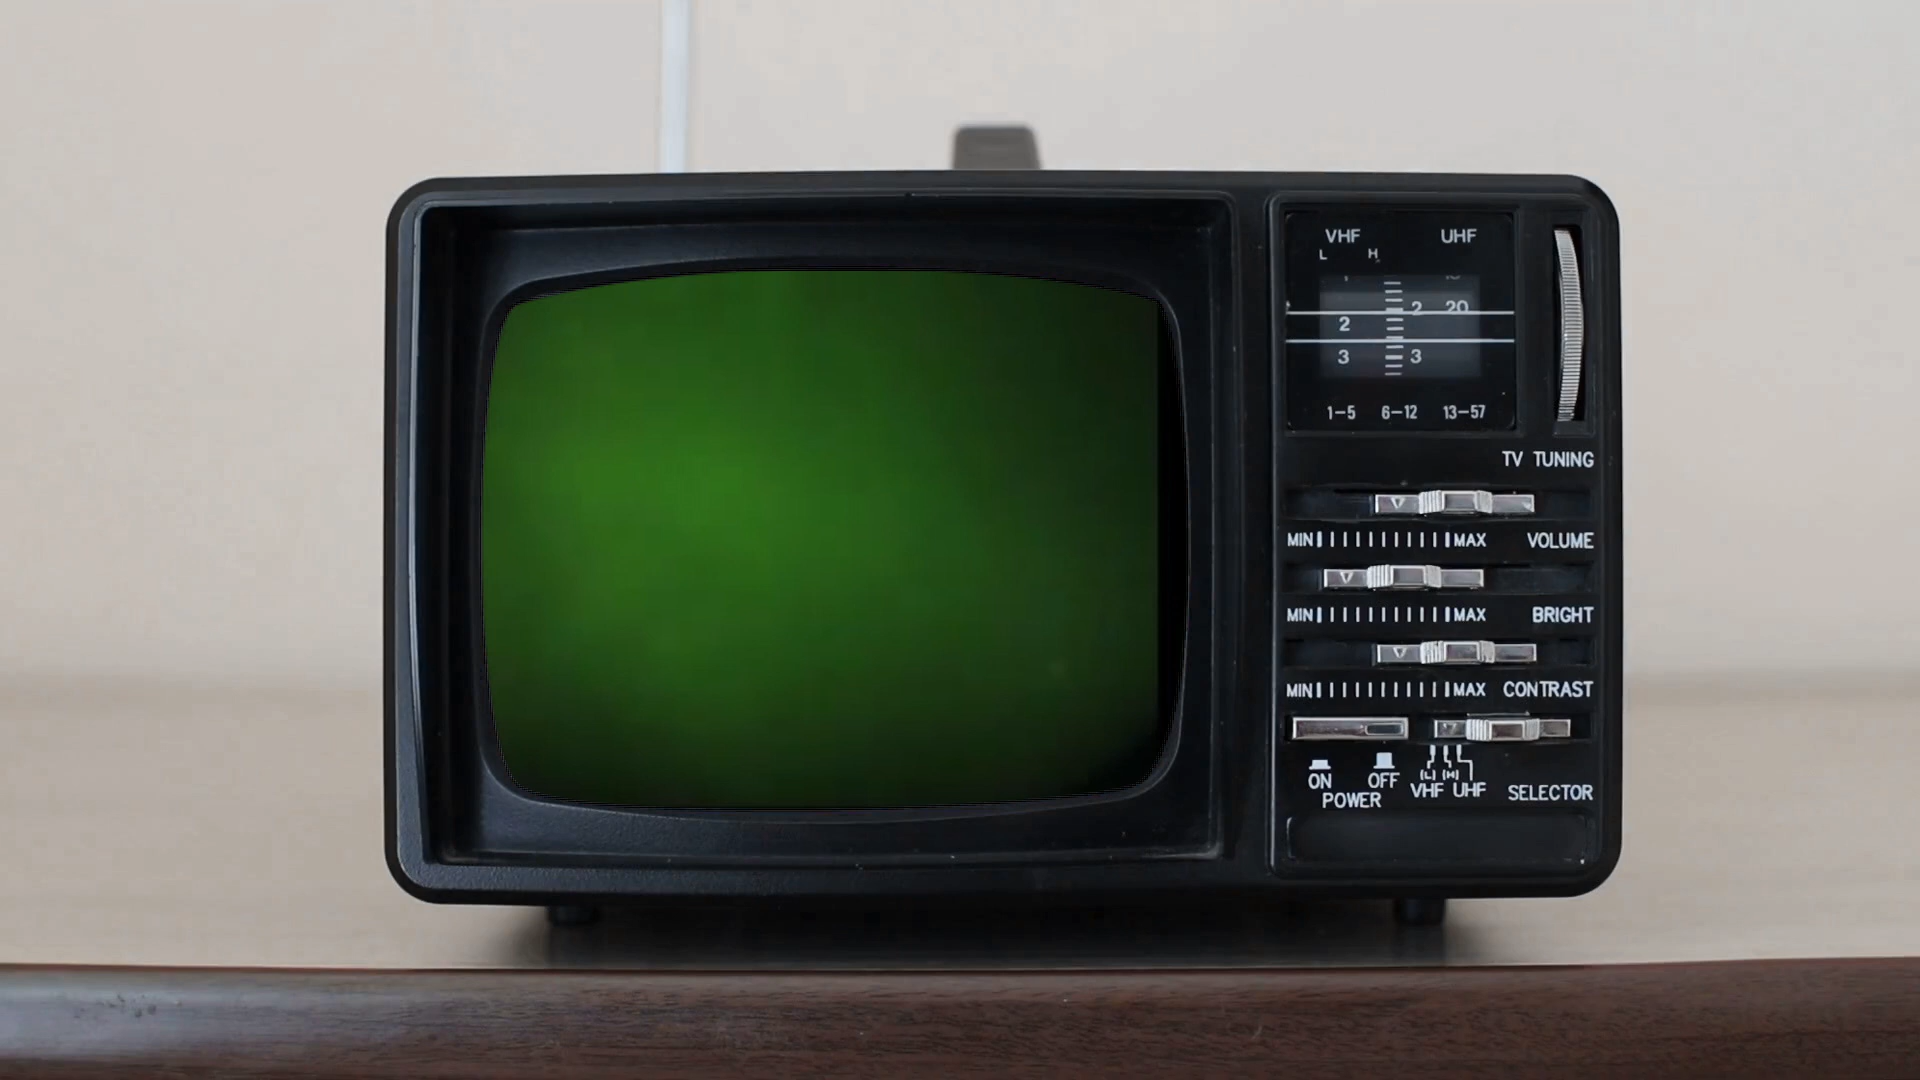 VHF UHF
L H
2 20
2
3 3
1-5 6-12 13-57
TV TUNING
MIN MAX VOLUME
MIN MAX BRIGHT
MIN MAX CONTRAST
ON OFF (L) (H)
VHF UHF
POWER SELECTOR